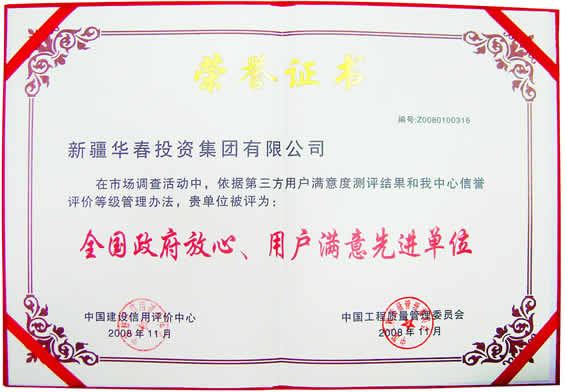 荣誉证书
编号:Z0080100316
新疆华春投资集团有限公司
在市场调查活动中，依据第三方用户满意度测评结果和我中心信誉
评价等级管理办法，贵单位被评为：
全国政府放心、用户满意先进单位
中国建设信用评价中心
2008年11月
中国工程质量管理委员会
2008年11月